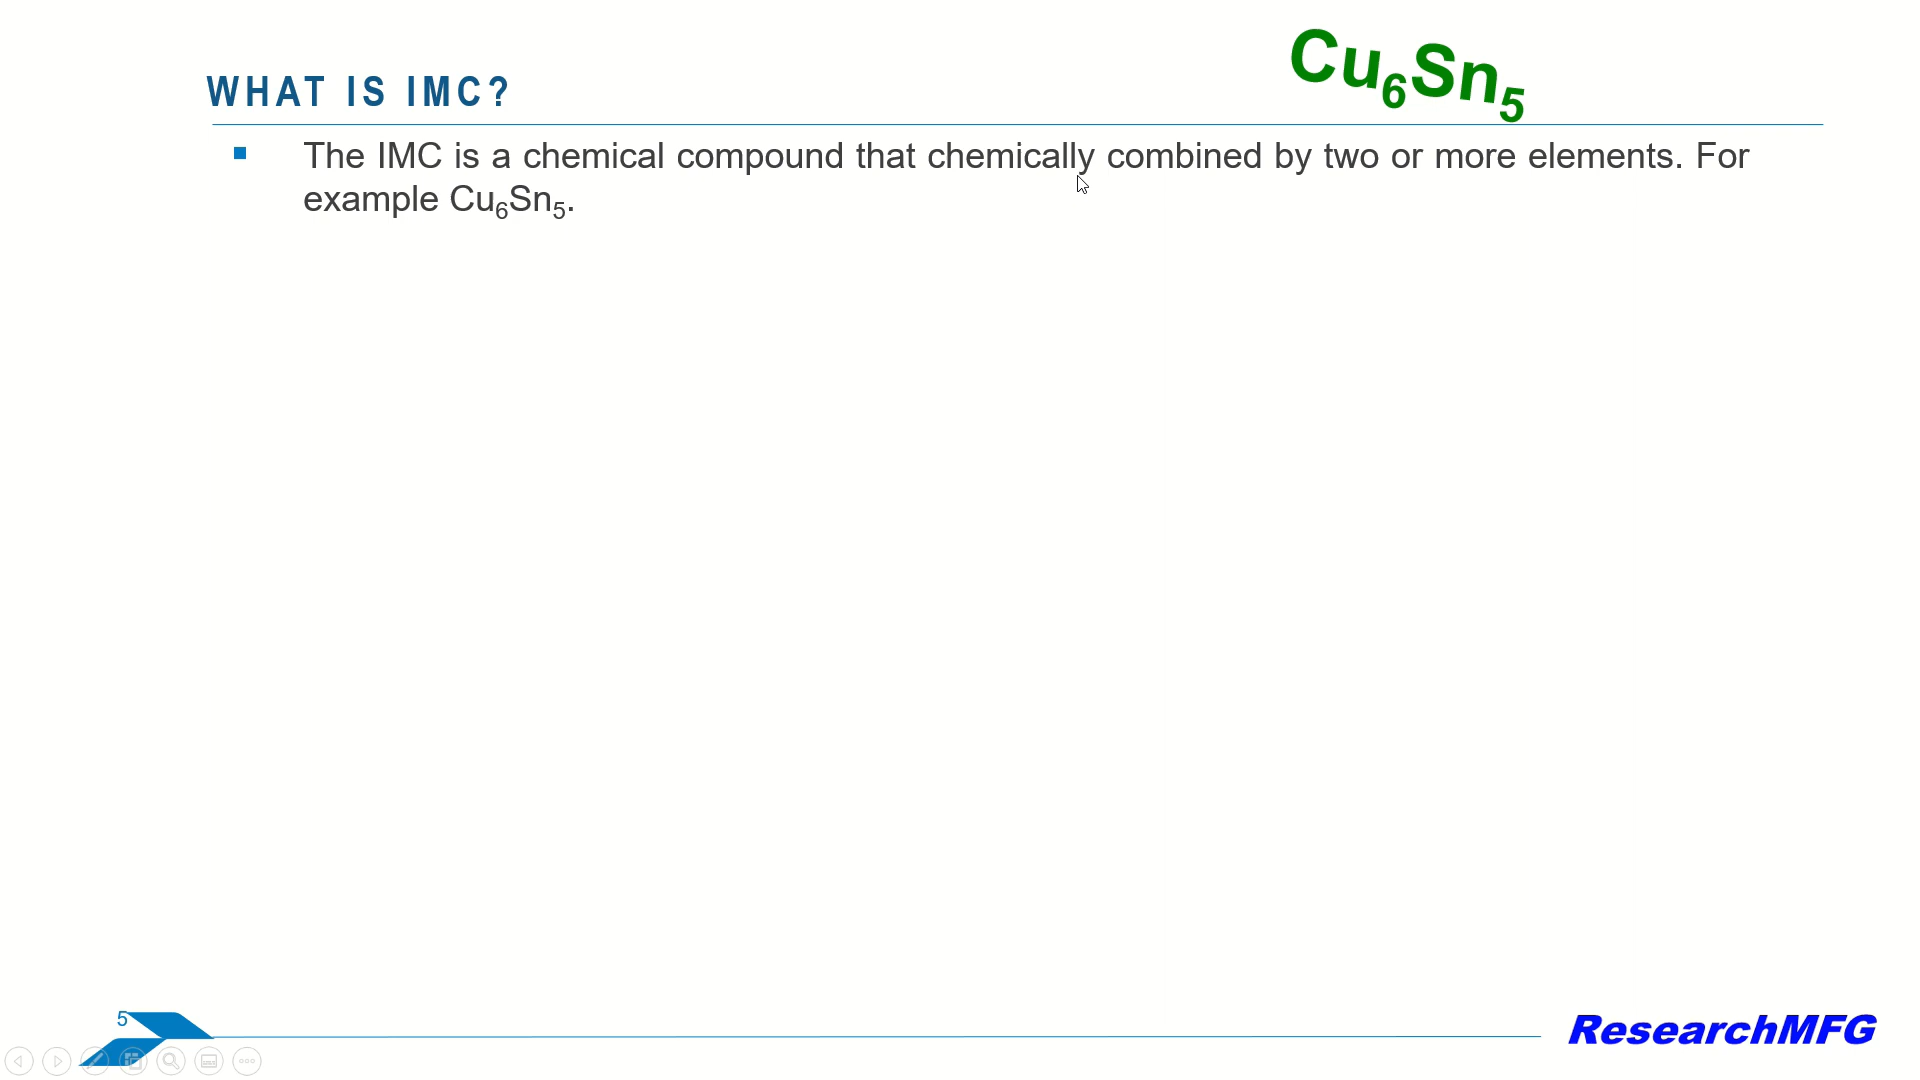 WHAT IS IMC?
Cu6Sn5
The IMC is a chemical compound that chemically combined by two or more elements. For
example Cu6Sn5.
5
ResearchMFG